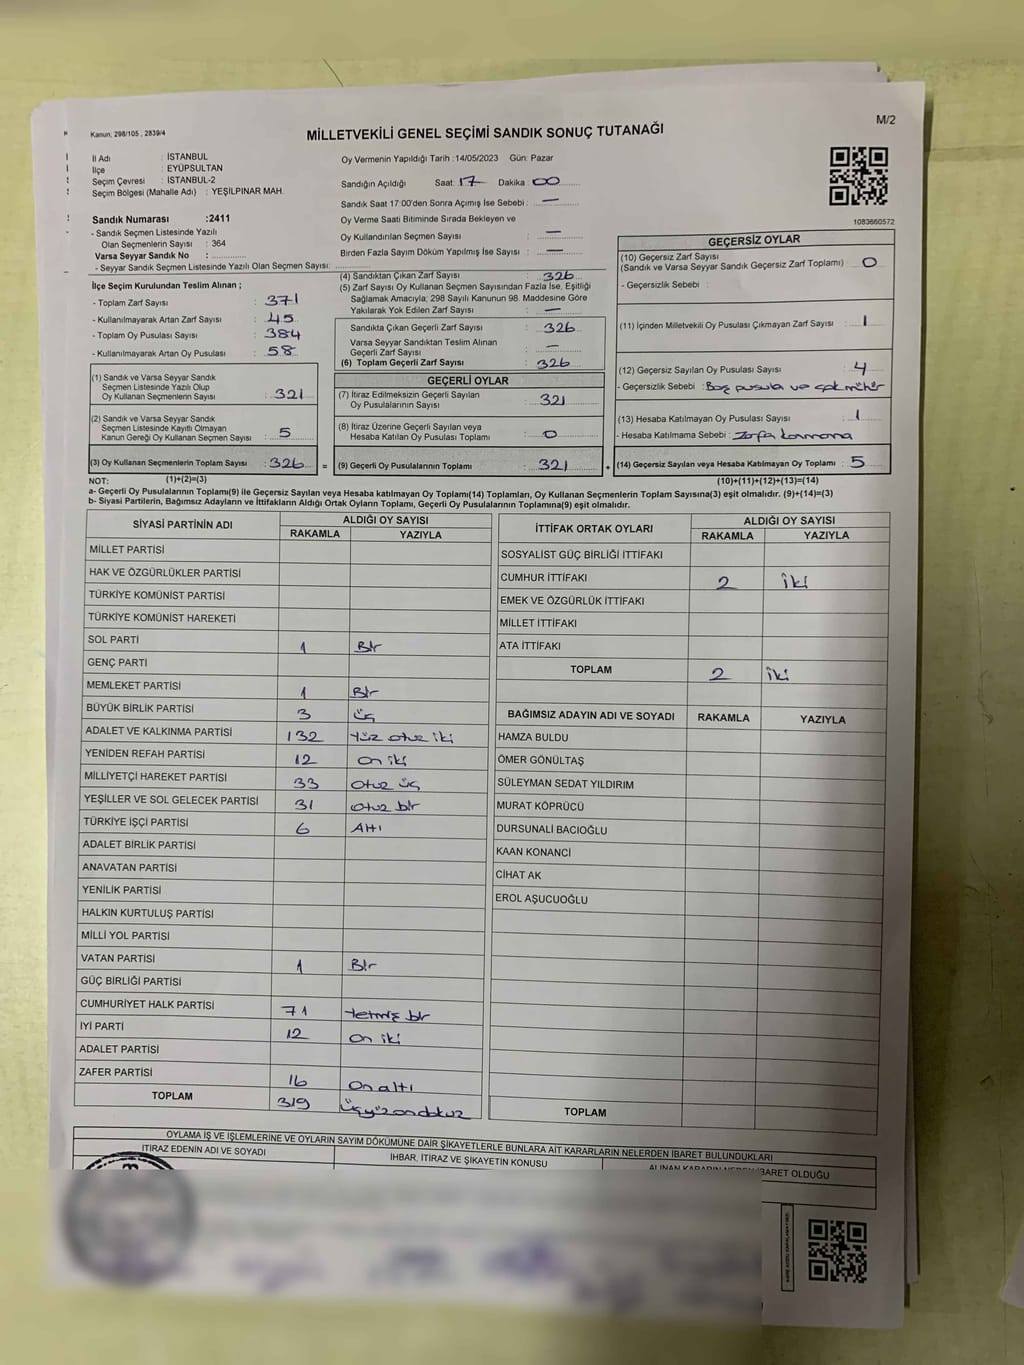 M/2
Kanun; 298/105 , 2839/4
MİLLETVEKİLİ GENEL SEÇİMİ SANDIK SONUÇ TUTANAĞI
İl Adı : İSTANBUL
İlçe : EYÜPSULTAN
Seçim Çevresi : İSTANBUL-2
Seçim Bölgesi (Mahalle Adı) : YEŞİLPINAR MAH.
Sandık Numarası :2411
- Sandık Seçmen Listesinde Yazılı
Olan Seçmenlerin Sayısı : 364
Varsa Seyyar Sandık No :
- Seyyar Sandık Seçmen Listesinde Yazılı Olan Seçmen Sayısı:
İlçe Seçim Kurulundan Teslim Alınan ;
- Toplam Zarf Sayısı : 371
- Kullanılmayarak Artan Zarf Sayısı : 45
- Toplam Oy Pusulası Sayısı : 384
- Kullanılmayarak Artan Oy Pusulası : 58
(1) Sandık ve Varsa Seyyar Sandık
Seçmen Listesinde Yazılı Olup
Oy Kullanan Seçmenlerin Sayısı : 321
(2) Sandık ve Varsa Seyyar Sandık
Seçmen Listesinde Kayıtlı Olmayan
Kanun Gereği Oy Kullanan Seçmen Sayısı : 5
(3) Oy Kullanan Seçmenlerin Toplam Sayısı : 326
Oy Vermenin Yapıldığı Tarih :14/05/2023 Gün: Pazar
Sandığın Açıldığı Saat: 17 Dakika : 00
Sandık Saat 17:00'den Sonra Açımış İse Sebebi : —
Oy Verme Saati Bitiminde Sırada Bekleyen ve
Oy Kullandırılan Seçmen Sayısı : —
Birden Fazla Sayım Döküm Yapılmış İse Sayısı : —
(4) Sandıktan Çıkan Zarf Sayısı : 326
(5) Zarf Sayısı Oy Kullanan Seçmen Sayısından Fazla İse, Eşitliği
Sağlamak Amacıyla; 298 Sayılı Kanunun 98. Maddesine Göre
Yakılarak Yok Edilen Zarf Sayısı : —
Sandıkta Çıkan Geçerli Zarf Sayısı : 326
Varsa Seyyar Sandıktan Teslim Alınan
Geçerli Zarf Sayısı : —
(6) Toplam Geçerli Zarf Sayısı : 326
GEÇERLİ OYLAR
(7) İtiraz Edilmeksizin Geçerli Sayılan
Oy Pusulalarının Sayısı : 321
(8) İtiraz Üzerine Geçerli Sayılan veya
Hesaba Katılan Oy Pusulası Toplamı : 0
= (9) Geçerli Oy Pusulalarının Toplamı : 321
1083660572
GEÇERSİZ OYLAR
(10) Geçersiz Zarf Sayısı
(Sandık ve Varsa Seyyar Sandık Geçersiz Zarf Toplamı) : 0
- Geçersizlik Sebebi :
(11) İçinden Milletvekili Oy Pusulası Çıkmayan Zarf Sayısı : 1
(12) Geçersiz Sayılan Oy Pusulası Sayısı : 4
- Geçersizlik Sebebi : Boş pusula ve çok mühür
(13) Hesaba Katılmayan Oy Pusulası Sayısı : 1
- Hesaba Katılmama Sebebi :
+ (14) Geçersiz Sayılan veya Hesaba Katılmayan Oy Toplamı : 5
NOT: (1)+(2)=(3) (10)+(11)+(12)+(13)=(14)
a- Geçerli Oy Pusulalarının Toplamı(9) ile Geçersiz Sayılan veya Hesaba katılmayan Oy Toplamı(14) Toplamları, Oy Kullanan Seçmenlerin Toplam Sayısına(3) eşit olmalıdır. (9)+(14)=(3)
b- Siyasi Partilerin, Bağımsız Adayların ve İttifakların Aldığı Ortak Oyların Toplamı, Geçerli Oy Pusulalarının Toplamına(9) eşit olmalıdır.
SİYASİ PARTİNİN ADI ALDIĞI OY SAYISI
RAKAMLA YAZIYLA
MİLLET PARTİSİ
HAK VE ÖZGÜRLÜKLER PARTİSİ
TÜRKİYE KOMÜNİST PARTİSİ
TÜRKİYE KOMÜNİST HAREKETİ
SOL PARTİ 1 Bir
GENÇ PARTİ
MEMLEKET PARTİSİ 1 Bir
BÜYÜK BİRLİK PARTİSİ 3 üç
ADALET VE KALKINMA PARTİSİ 132 Yüz otuz iki
YENİDEN REFAH PARTİSİ 12 on iki
MİLLİYETÇİ HAREKET PARTİSİ 33 otuz üç
YEŞİLLER VE SOL GELECEK PARTİSİ 31 otuz bir
TÜRKİYE İŞÇİ PARTİSİ 6 Altı
ADALET BİRLİK PARTİSİ
ANAVATAN PARTİSİ
YENİLİK PARTİSİ
HALKIN KURTULUŞ PARTİSİ
MİLLİ YOL PARTİSİ
VATAN PARTİSİ 1 Bir
GÜÇ BİRLİĞİ PARTİSİ
CUMHURİYET HALK PARTİSİ 71 Yetmiş bir
İYİ PARTİ 12 on iki
ADALET PARTİSİ
ZAFER PARTİSİ 16 on altı
TOPLAM 319 üçyüzondokuz
İTTİFAK ORTAK OYLARI ALDIĞI OY SAYISI
RAKAMLA YAZIYLA
SOSYALİST GÜÇ BİRLİĞİ İTTİFAKI
CUMHUR İTTİFAKI 2 iki
EMEK VE ÖZGÜRLÜK İTTİFAKI
MİLLET İTTİFAKI
ATA İTTİFAKI
TOPLAM 2 iki
BAĞIMSIZ ADAYIN ADI VE SOYADI RAKAMLA YAZIYLA
HAMZA BULDU
ÖMER GÖNÜLTAŞ
SÜLEYMAN SEDAT YILDIRIM
MURAT KÖPRÜCÜ
DURSUNALİ BACIOĞLU
KAAN KONANCİ
CİHAT AK
EROL AŞUCUOĞLU
TOPLAM
OYLAMA İŞ VE İŞLEMLERİNE VE OYLARIN SAYIM DÖKÜMÜNE DAİR ŞİKAYETLERLE BUNLARA AİT KARARLARIN NELERDEN İBARET BULUNDUKLARI
İTİRAZ EDENİN ADI VE SOYADI İHBAR, İTİRAZ VE ŞİKAYETİN KONUSU ALINAN KARARIN NEDEN İBARET OLDUĞU